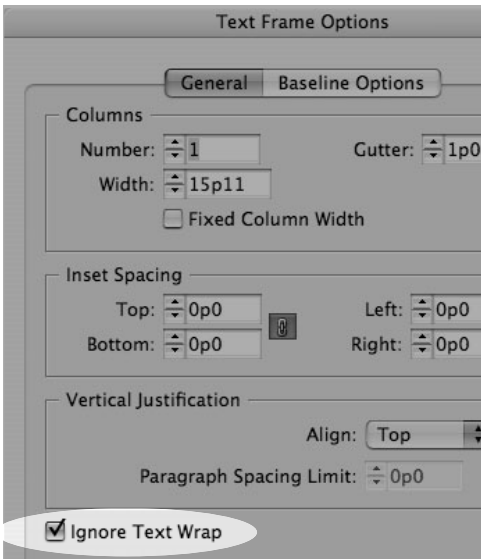 Text Frame Options
General Baseline Options
Columns
Number: 1 Gutter: 1p0
Width: 15p11
Fixed Column Width
Inset Spacing
Top: 0p0 Left: 0p0
Bottom: 0p0 Right: 0p0
Vertical Justification
Align: Top
Paragraph Spacing Limit: 0p0
Ignore Text Wrap